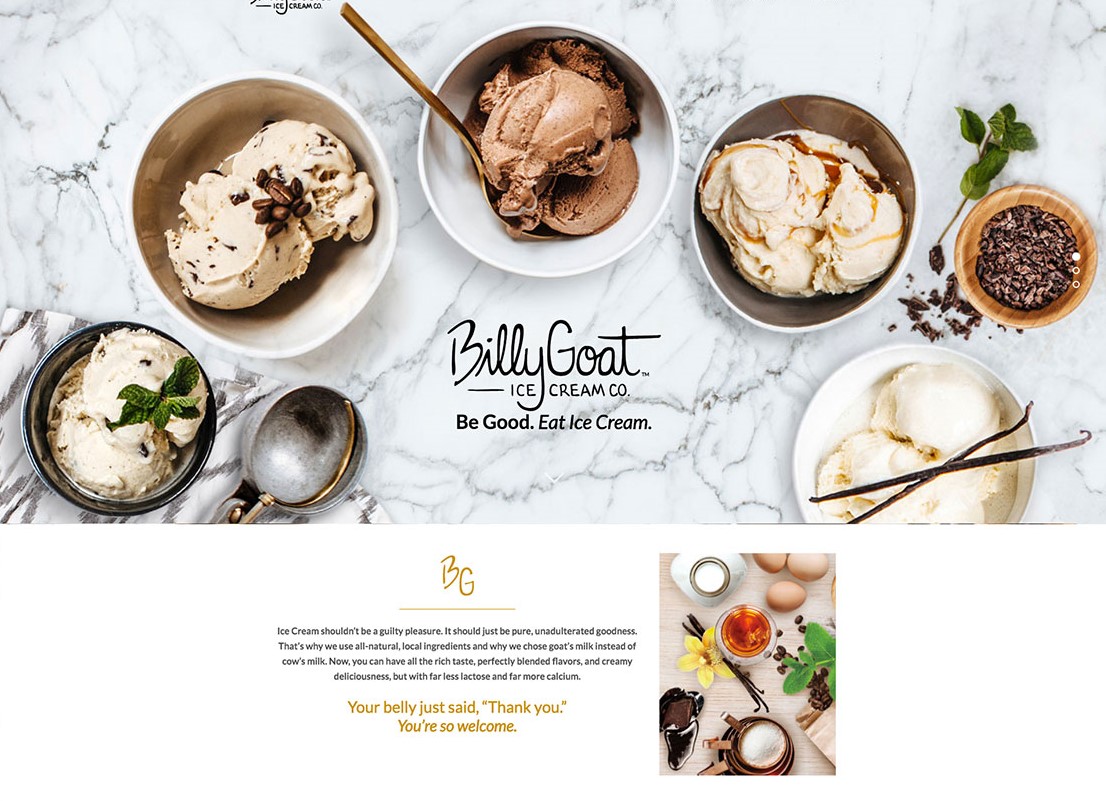 ICE CREAM CO.
BillyGoat™
ICE CREAM CO.
Be Good. Eat Ice Cream.
BG
Ice Cream shouldn't be a guilty pleasure. It should just be pure, unadulterated goodness.
That's why we use all-natural, local ingredients and why we chose goat's milk instead of
cow's milk. Now, you can have all the rich taste, perfectly blended flavors, and creamy
deliciousness, but with far less lactose and far more calcium.
Your belly just said, “Thank you.”
You're so welcome.